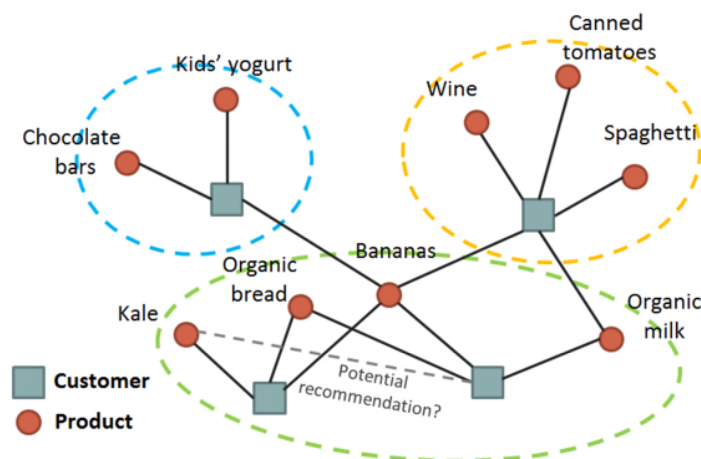 Canned
tomatoes
Kids' yogurt
Wine
Chocolate
bars
Spaghetti
Bananas
Organic
bread
Kale
Organic
milk
Potential
recommendation?
Customer
Product